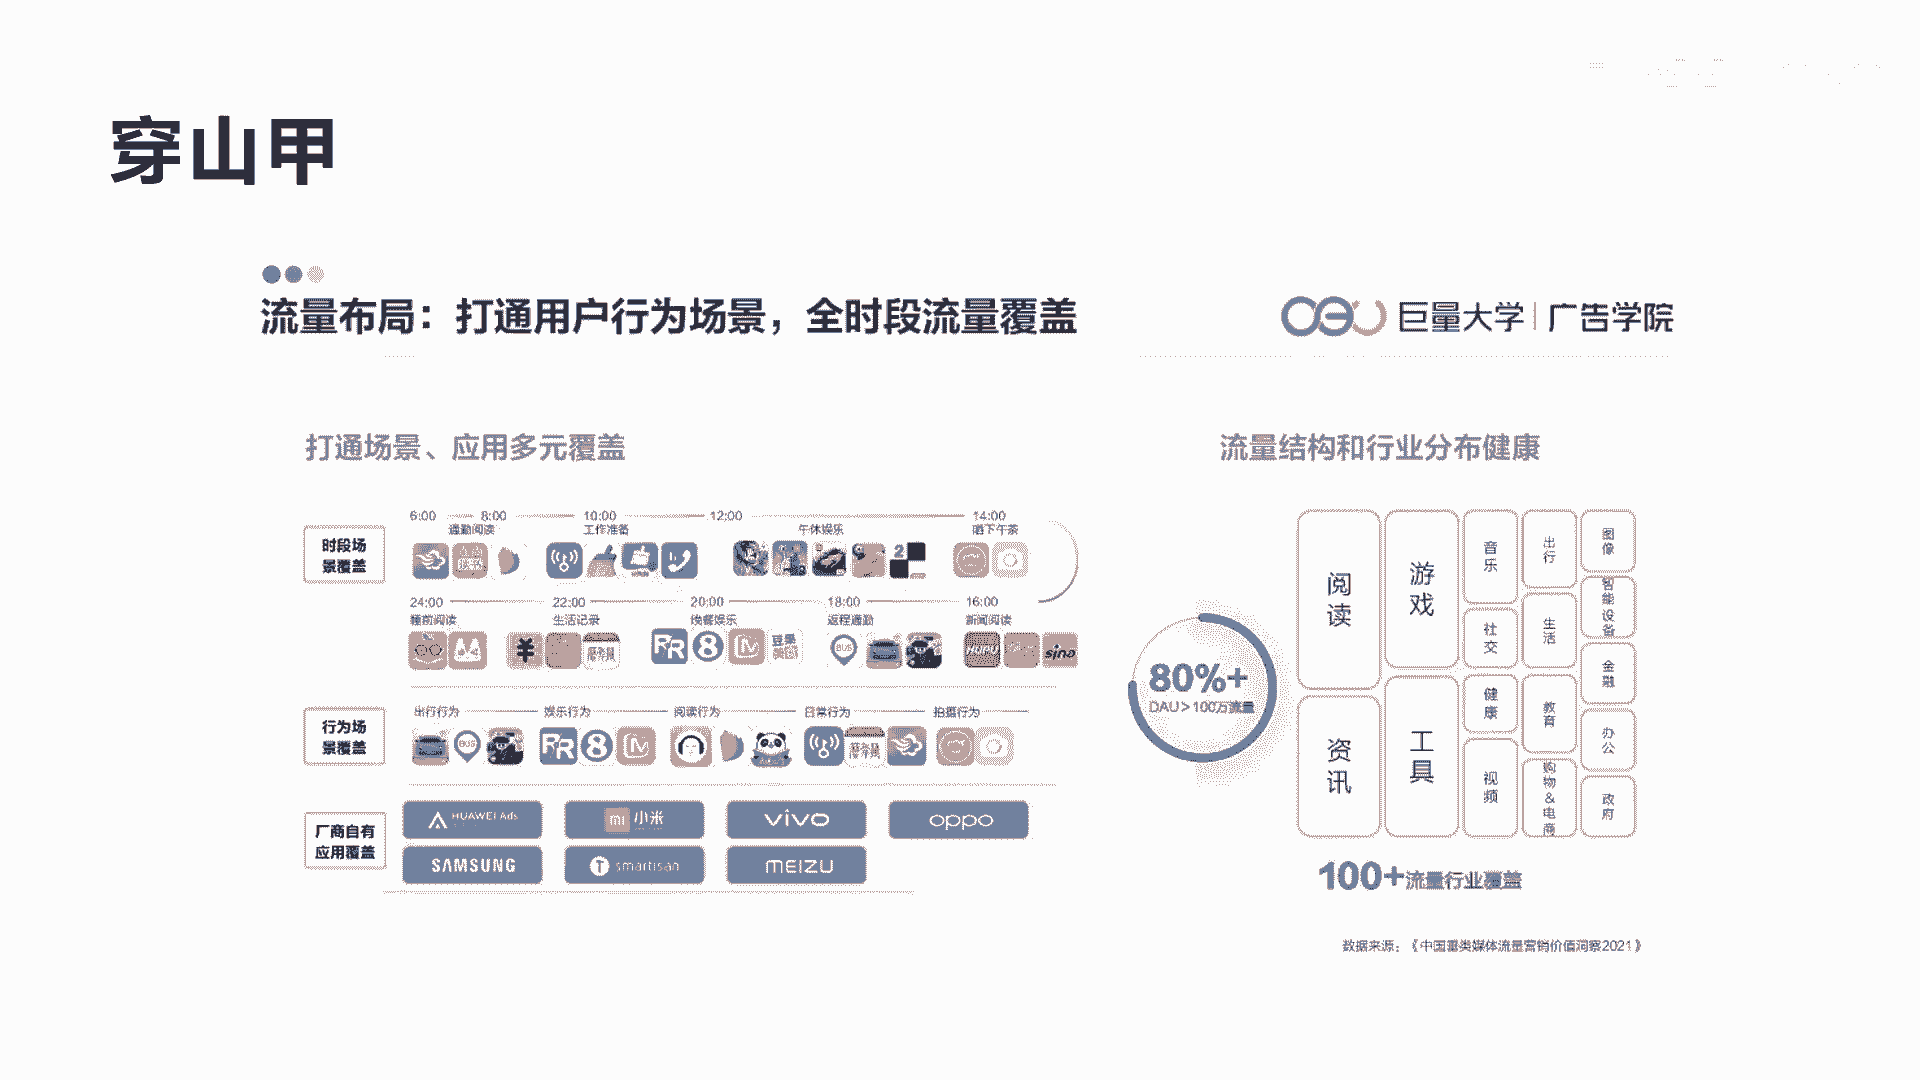 穿山甲
流量布局：打通用户行为场景，全时段流量覆盖
巨量大学 | 广告学院
打通场景、应用多元覆盖
时段场
景覆盖
6:00 8:00 10:00 12:00 14:00
通勤阅读 工作准备 午休娱乐 嗮下午茶
24:00 22:00 20:00 18:00 16:00
睡前阅读 生活记录 晚餐娱乐 返程通勤 新闻阅读
RR 8 BUS HUPU sina
行为场
景覆盖
出行行为 娱乐行为 阅读行为 日常行为 拍摄行为
BUS RR 8
厂商自有
应用覆盖
HUAWEI Ads
mi 小米
vivo
oppo
SAMSUNG
T smartisan
MEIZU
流量结构和行业分布健康
80%+
DAU>100万流量
阅读
资讯
游戏
工具
音乐
社交
健康
视频
出行
生活
教育
购物&电商
图像
智能设备
金融
办公
政府
100+流量行业覆盖
数据来源：《中国番类媒体流量营销价值洞察2021》